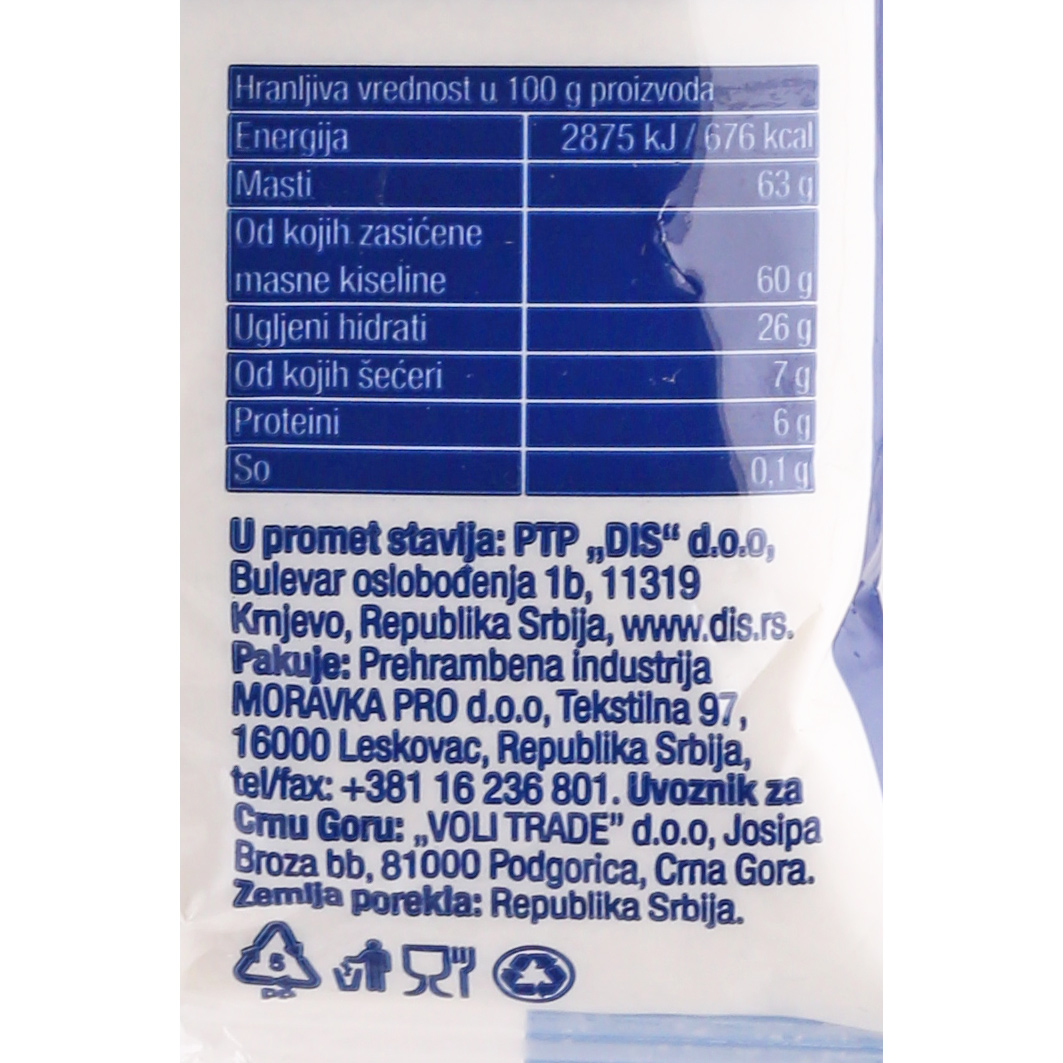 Hranljiva vrednost u 100 g proizvoda
Energija 2875 kJ / 676 kcal
Masti 63 g
Od kojih zasićene
masne kiseline 60 g
Ugljeni hidrati 26 g
Od kojih šećeri 7 g
Proteini 6 g
So 0,1 g
U promet stavlja: PTP „DIS“ d.o.o,
Bulevar oslobođenja 1b, 11319
Krnjevo, Republika Srbija, www.dis.rs.
Pakuje: Prehrambena industrija
MORAVKA PRO d.o.o, Tekstilna 97,
16000 Leskovac, Republika Srbija,
tel/fax: +381 16 236 801. Uvoznik za
Crnu Goru: „VOLI TRADE” d.o.o, Josipa
Broza bb, 81000 Podgorica, Crna Gora.
Zemlja porekla: Republika Srbija.